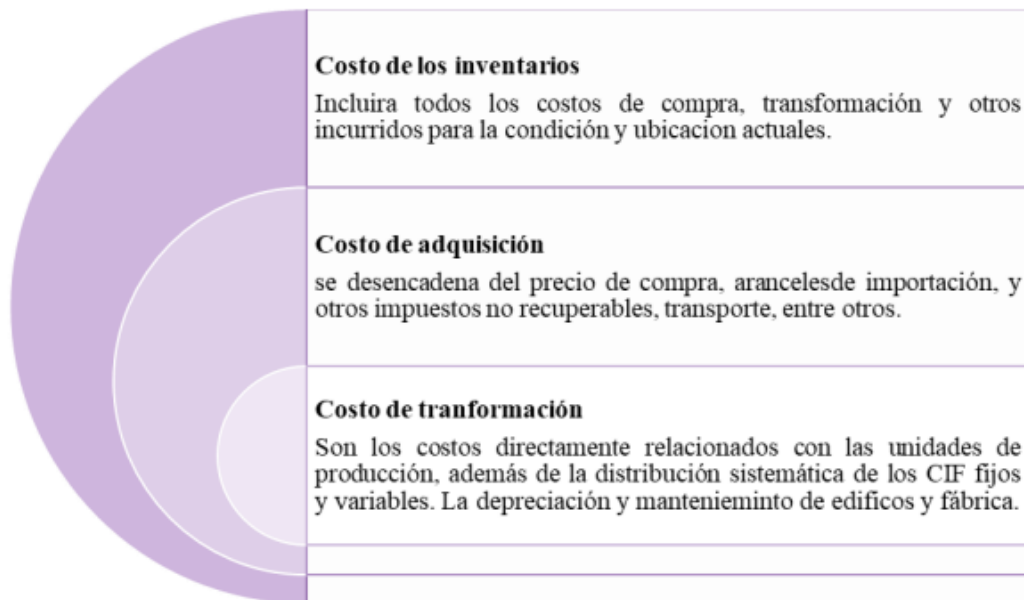 Costo de los inventarios
Incluira todos los costos de compra, transformación y otros
incurridos para la condición y ubicacion actuales.
Costo de adquisición
se desencadena del precio de compra, arancelesde importación, y
otros impuestos no recuperables, transporte, entre otros.
Costo de tranformación
Son los costos directamente relacionados con las unidades de
producción, además de la distribución sistemática de los CIF fijos
y variables. La depreciación y mantenieminto de edificos y fábrica.